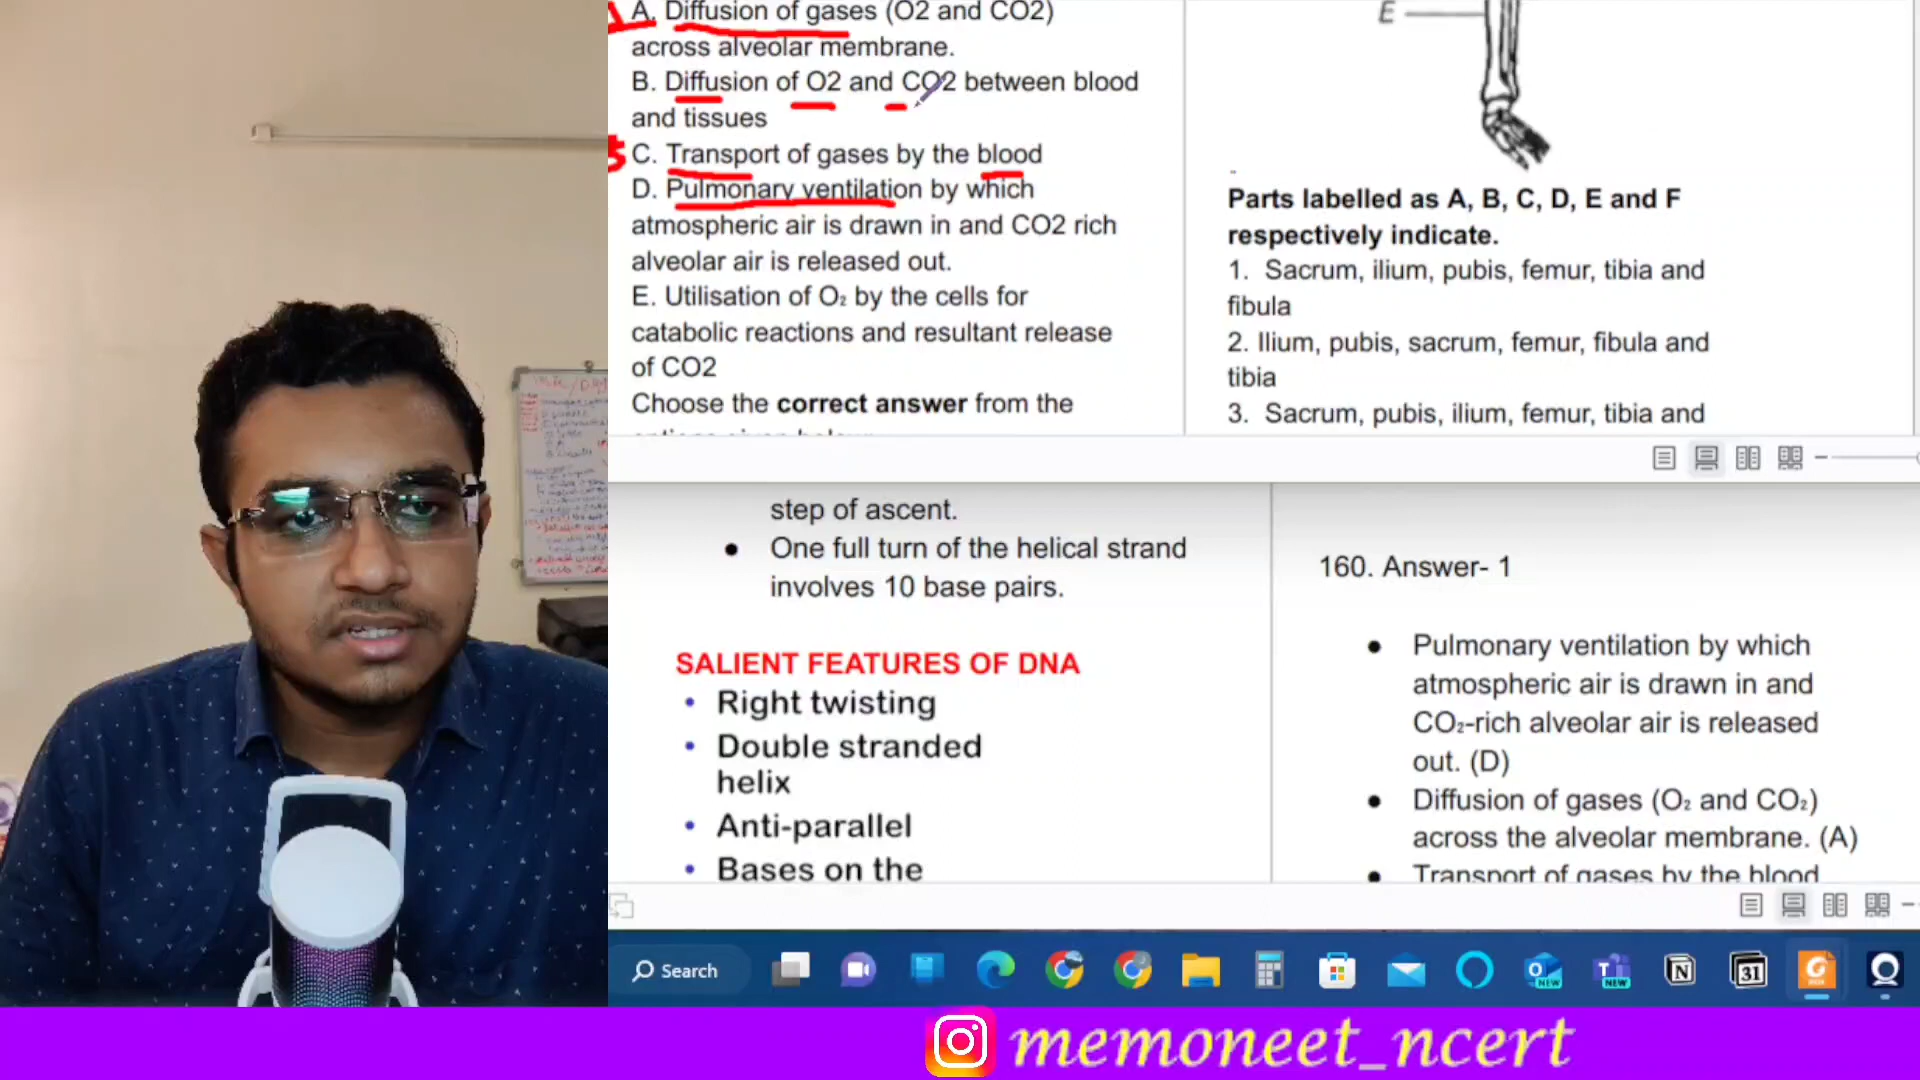 A. Diffusion of gases (O2 and CO2)
across alveolar membrane.
B. Diffusion of O2 and CO2 between blood
and tissues
C. Transport of gases by the blood
D. Pulmonary ventilation by which
atmospheric air is drawn in and CO2 rich
alveolar air is released out.
E. Utilisation of O₂ by the cells for
catabolic reactions and resultant release
of CO2
Choose the correct answer from the
E
Parts labelled as A, B, C, D, E and F
respectively indicate.
1. Sacrum, ilium, pubis, femur, tibia and
fibula
2. Ilium, pubis, sacrum, femur, fibula and
tibia
3. Sacrum, pubis, ilium, femur, tibia and
step of ascent.
● One full turn of the helical strand
involves 10 base pairs.
SALIENT FEATURES OF DNA
• Right twisting
• Double stranded
helix
• Anti-parallel
• Bases on the
160. Answer- 1
● Pulmonary ventilation by which
atmospheric air is drawn in and
CO₂-rich alveolar air is released
out. (D)
● Diffusion of gases (O₂ and CO₂)
across the alveolar membrane. (A)
● Transport of gases by the blood
Search
31
memoneet_ncert